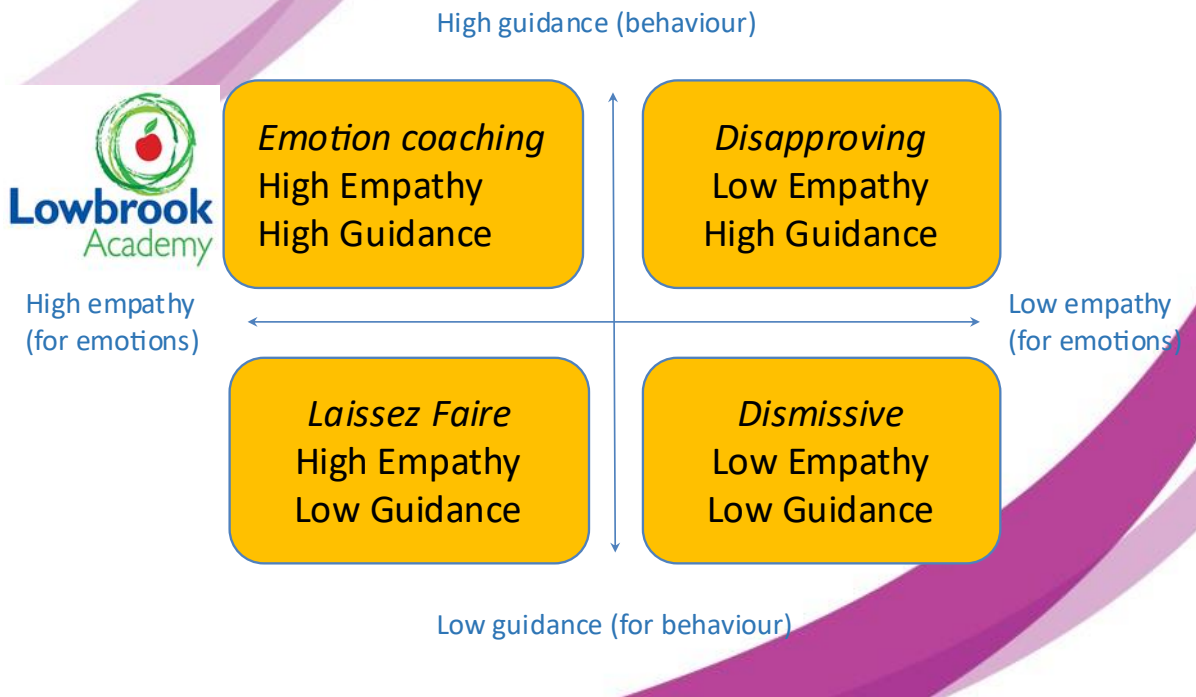 High guidance (behaviour)
Lowbrook
Academy
Emotion coaching
High Empathy
High Guidance
Disapproving
Low Empathy
High Guidance
High empathy
(for emotions)
Low empathy
(for emotions)
Laissez Faire
High Empathy
Low Guidance
Dismissive
Low Empathy
Low Guidance
Low guidance (for behaviour)